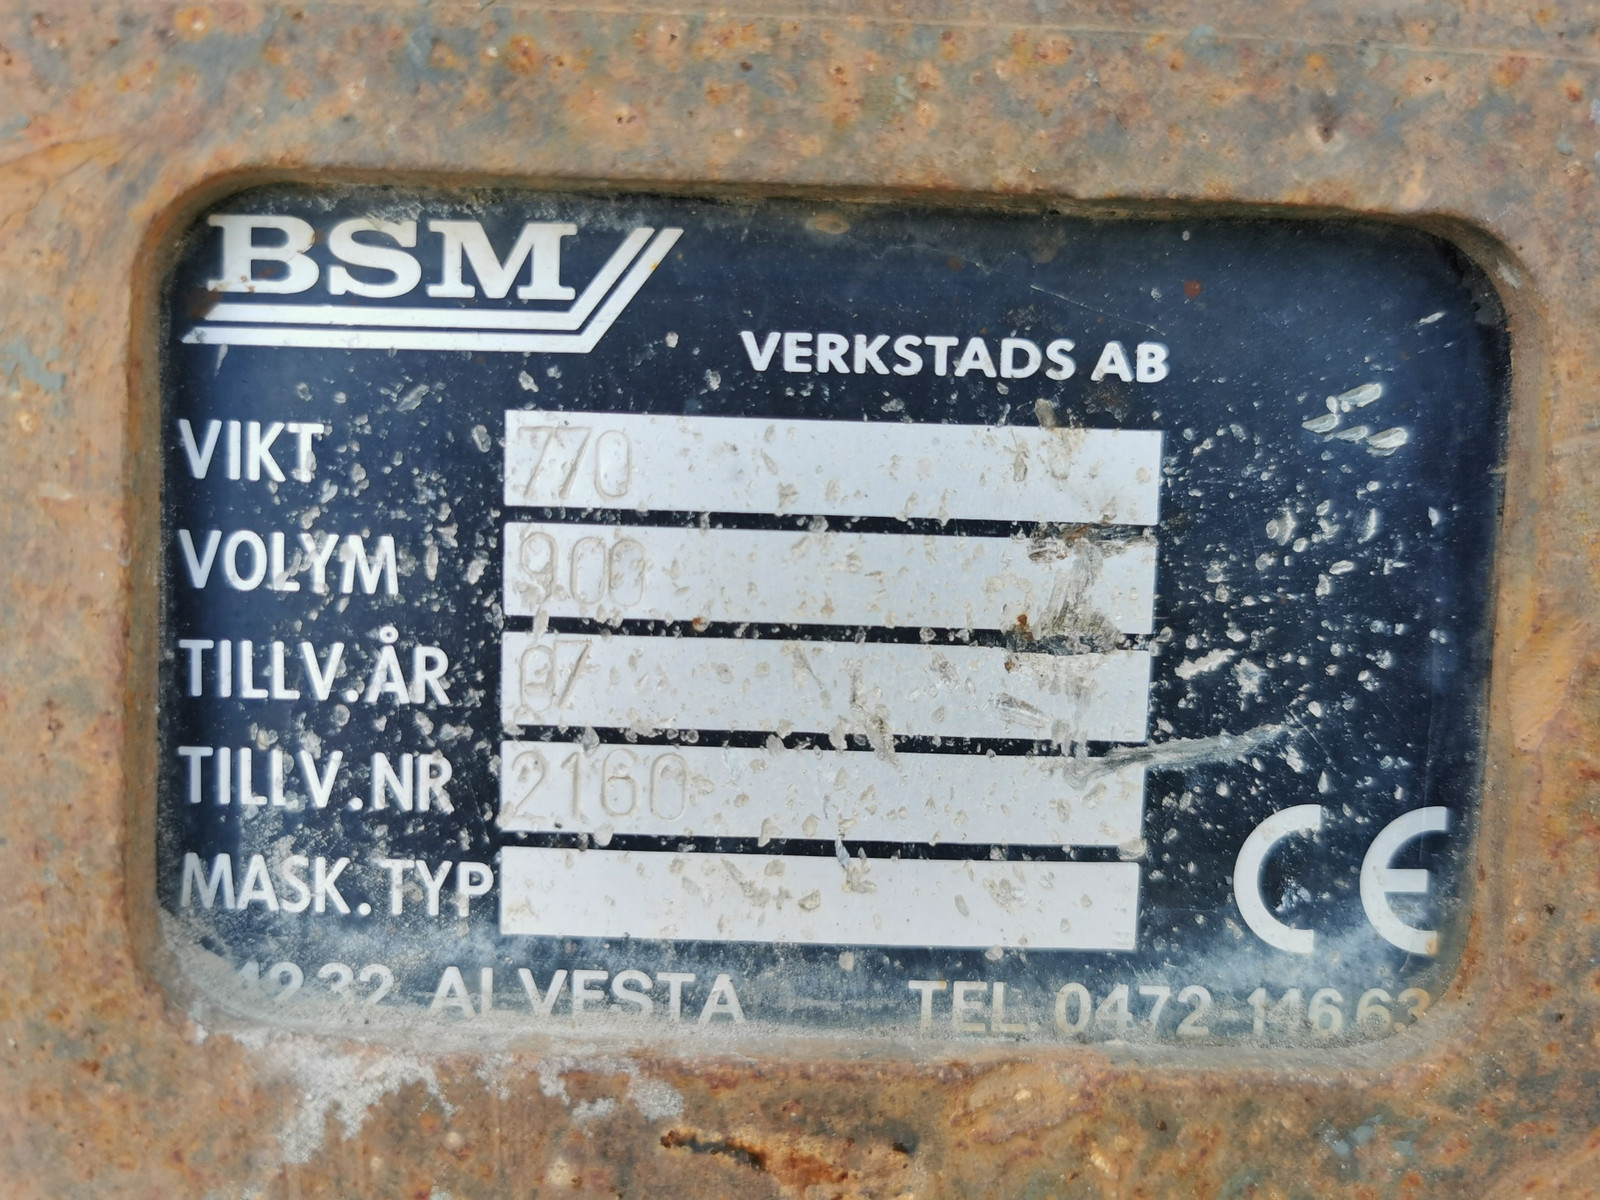 BSM
VERKSTADS AB
VIKT 770
VOLYM 900
TILLV.ÅR 07
TILLV.NR 2160
MASK.TYP
CE
ALVESTA TEL. 0472-11663